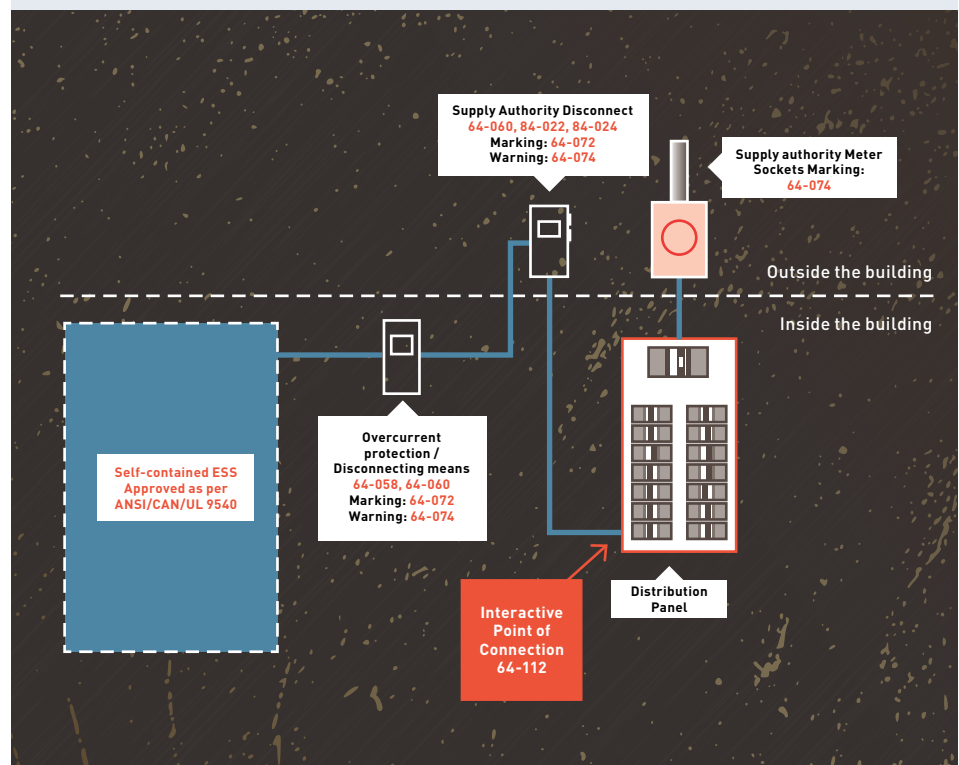 Supply Authority Disconnect
64-060, 84-022, 84-024
Marking: 64-072
Warning: 64-074
Supply authority Meter
Sockets Marking:
64-074
Outside the building
Inside the building
Overcurrent
protection /
Disconnecting means
64-058, 64-060
Marking: 64-072
Warning: 64-074
Self-contained ESS
Approved as per
ANSI/CAN/UL 9540
Interactive
Point of
Connection
64-112
Distribution
Panel